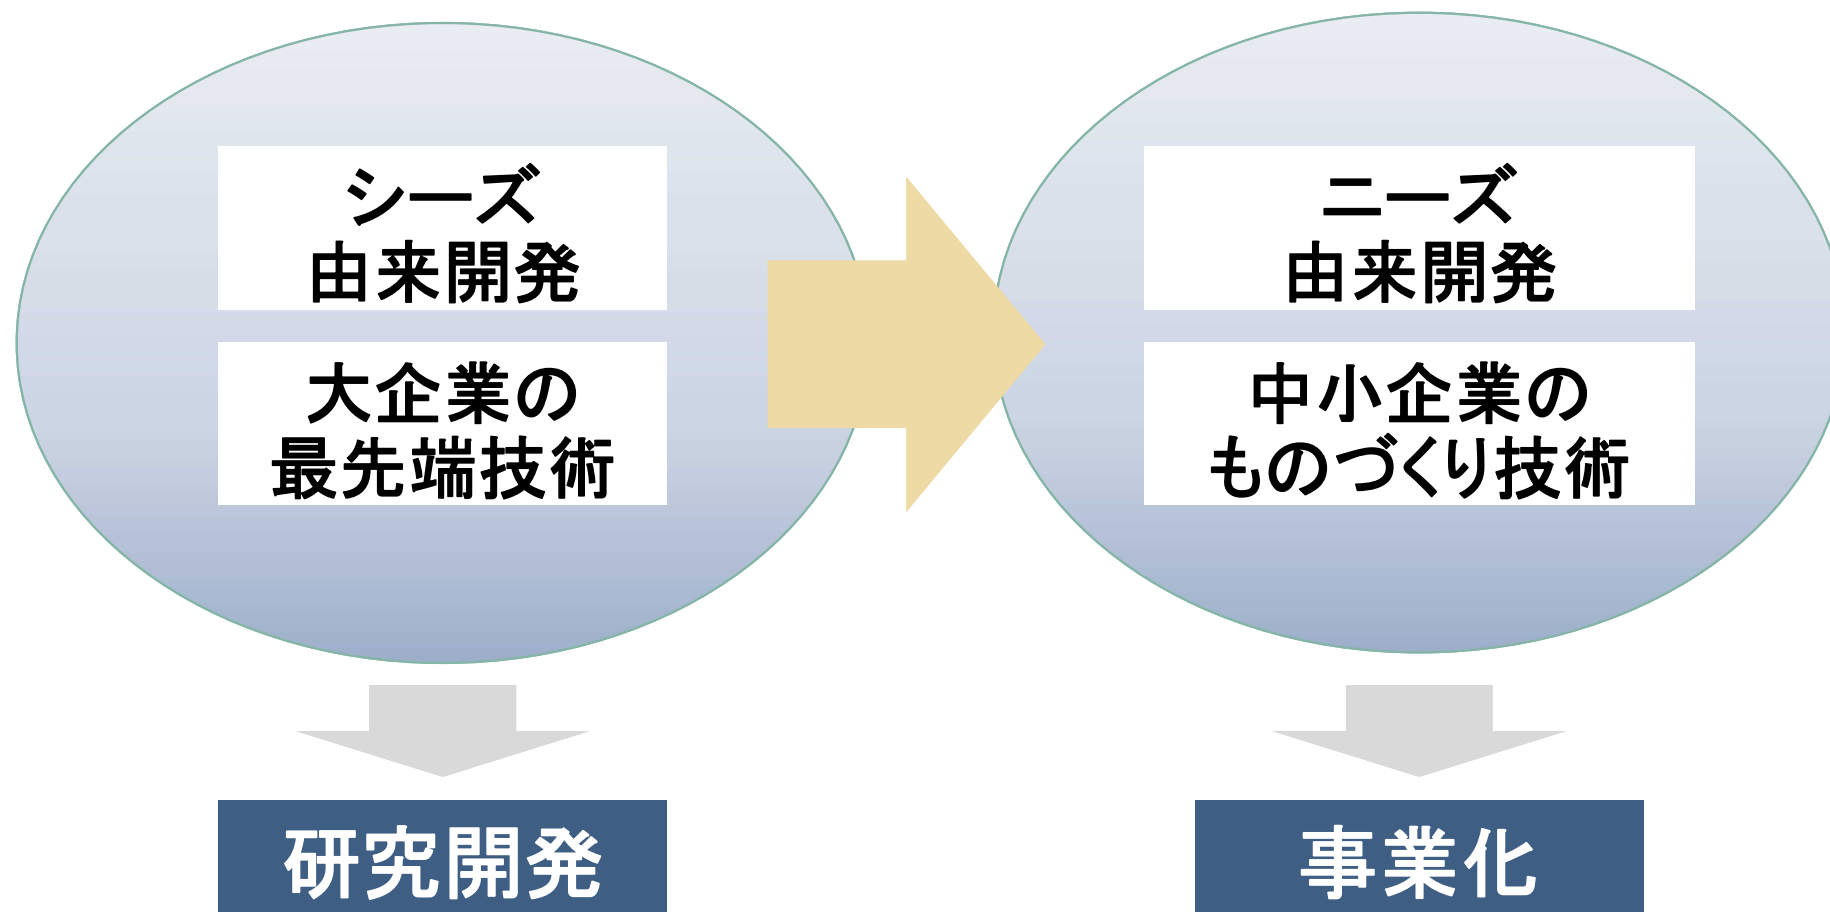 シーズ
由来開発
大企業の
最先端技術
ニーズ
由来開発
中小企業の
ものづくり技術
研究開発
事業化